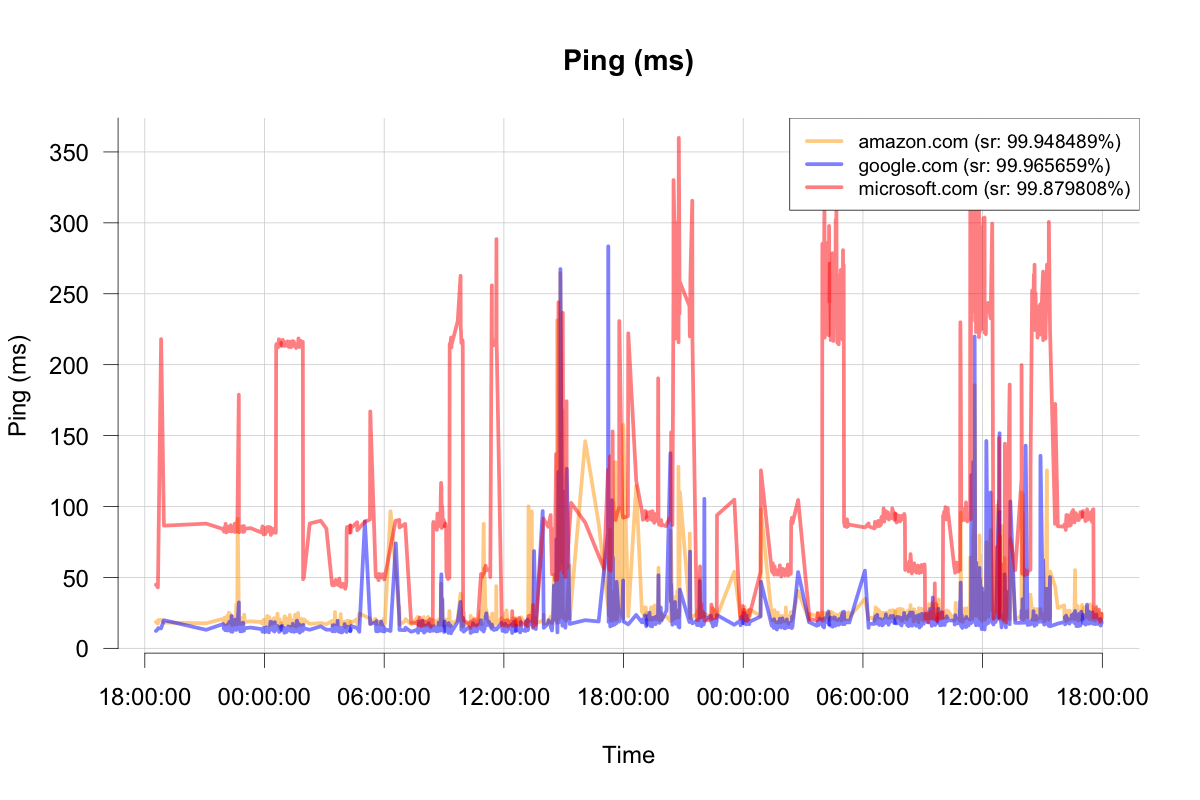 Ping (ms)
amazon.com (sr: 99.948489%)
google.com (sr: 99.965659%)
microsoft.com (sr: 99.879808%)
350
300
250
200
150
100
50
0
Ping (ms)
18:00:00 00:00:00 06:00:00 12:00:00 18:00:00 00:00:00 06:00:00 12:00:00 18:00:00
Time